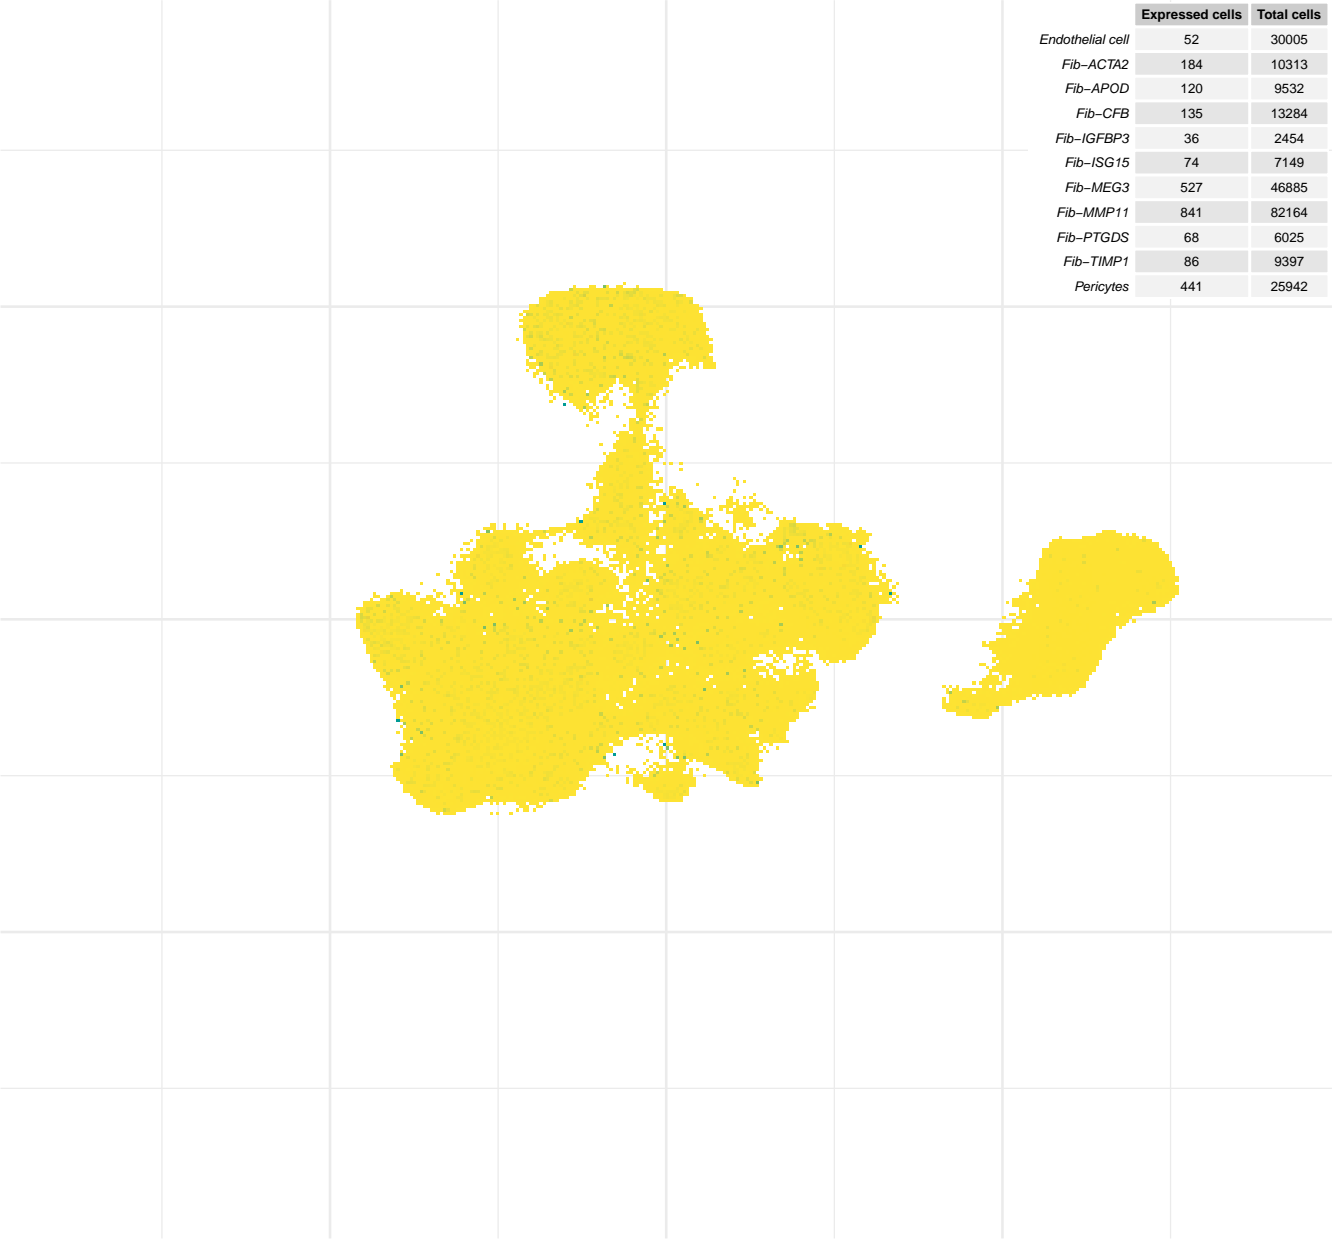 Expressed cells Total cells
Endothelial cell 52 30005
Fib−ACTA2 184 10313
Fib−APOD 120 9532
Fib−CFB 135 13284
Fib−IGFBP3 36 2454
Fib−ISG15 74 7149
Fib−MEG3 527 46885
Fib−MMP11 841 82164
Fib−PTGDS 68 6025
Fib−TIMP1 86 9397
Pericytes 441 25942